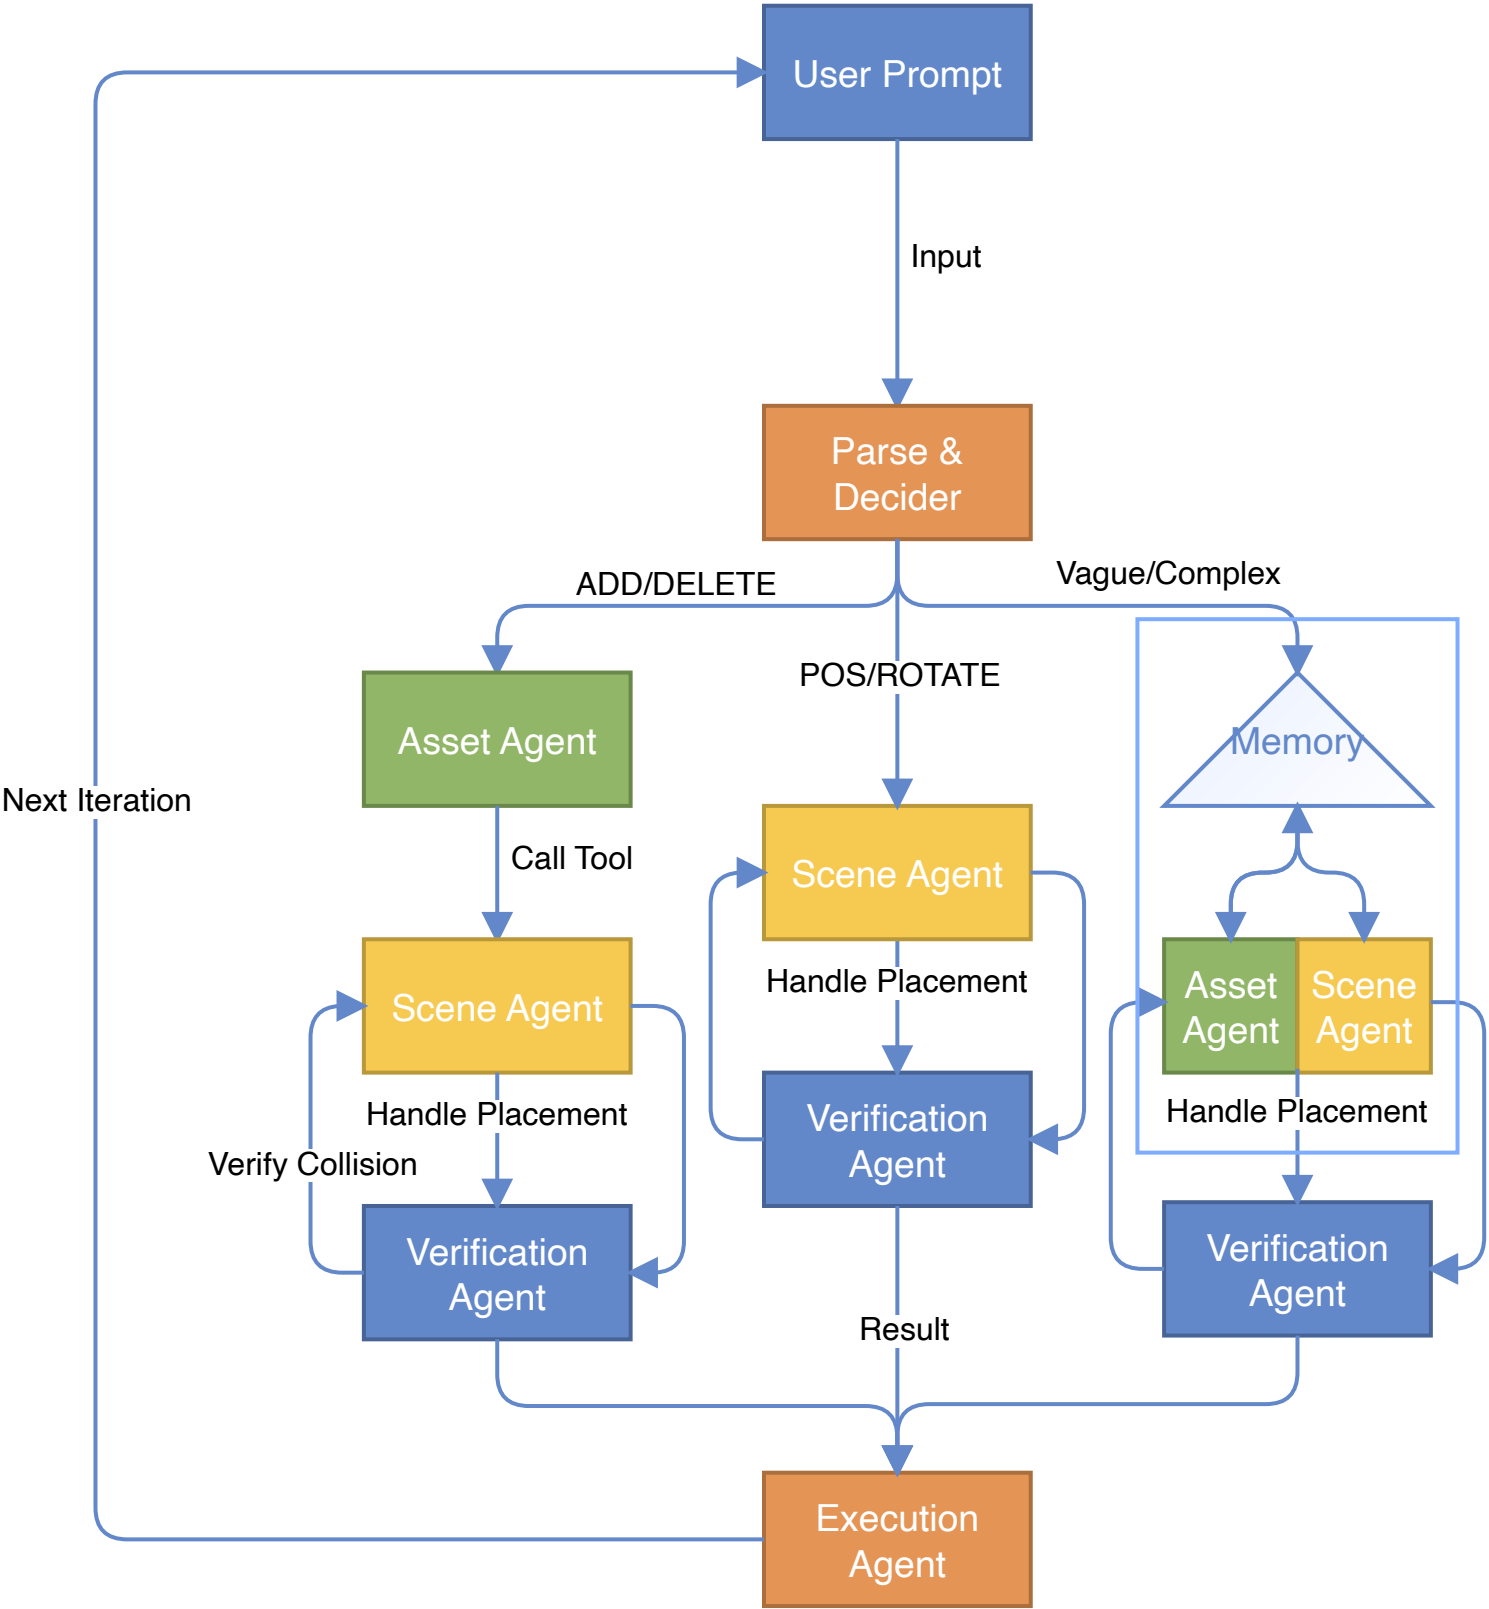 User Prompt
Input
Parse &
Decider
ADD/DELETE
Vague/Complex
POS/ROTATE
Asset Agent
Memory
Next Iteration
Call Tool
Scene Agent
Scene Agent
Handle Placement
Asset
Agent
Scene
Agent
Handle Placement
Handle Placement
Verify Collision
Verification
Agent
Verification
Agent
Verification
Agent
Result
Execution
Agent